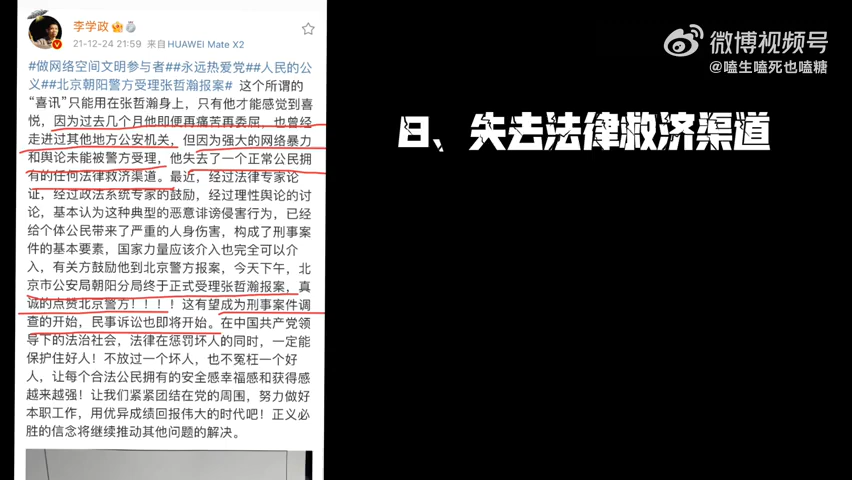 李学政
21-12-24 21:59 来自 HUAWEI Mate X2
#做网络空间文明参与者##永远热爱党##人民的公
义##北京朝阳警方受理张哲瀚报案# 这个所谓的
“喜讯”只能用在张哲瀚身上，只有他才能感觉到喜
悦，因为过去几个月他即便再痛苦再委屈，也曾经
走进过其他地方公安机关，但因为强大的网络暴力
和舆论未能被警方受理，他失去了一个正常公民拥
有的任何法律救济渠道。最近，经过法律专家论
证，经过政法系统专家的鼓励，经过理性舆论的讨
论，基本认为这种典型的恶意诽谤侵害行为，已经
给个体公民带来了严重的人身伤害，构成了刑事案
件的基本要素，国家力量应该介入也完全可以介
入，有关方鼓励他到北京警方报案，今天下午，北
京市公安局朝阳分局终于正式受理张哲瀚报案，真
诚的点赞北京警方！！！！这有望成为刑事案件调
查的开始，民事诉讼也即将开始。在中国共产党领
导下的法治社会，法律在惩罚坏人的同时，一定能
保护住好人！不放过一个坏人，也不冤枉一个好
人，让每个合法公民拥有的安全感幸福感和获得感
越来越强！让我们紧紧团结在党的周围，努力做好
本职工作，用优异成绩回报伟大的时代吧！正义必
胜的信念将继续推动其他问题的解决。
微博视频号
@嗑生嗑死也嗑糖
8、失去法律救济渠道